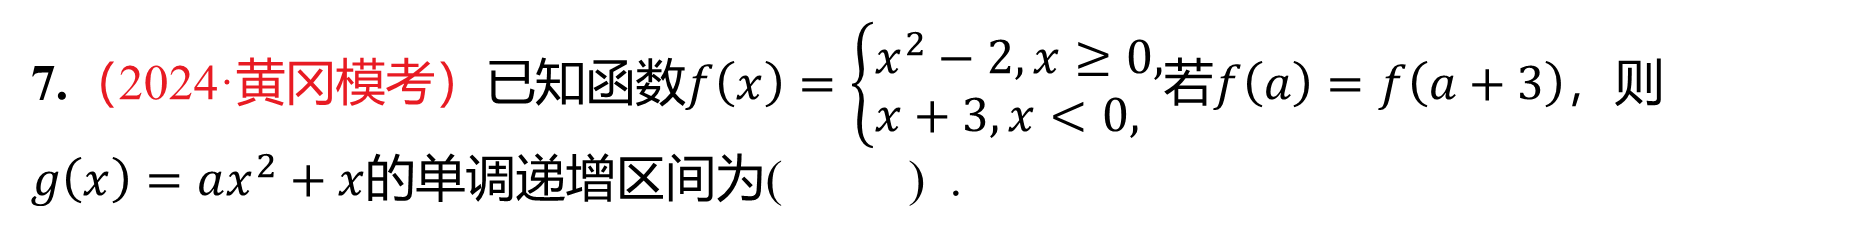 7.（2024·黄冈模考）已知函数f(x) = {x² − 2, x ≥ 0, x + 3, x < 0, 若f(a) = f(a + 3)，则
g(x) = ax² + x的单调递增区间为(    ）.